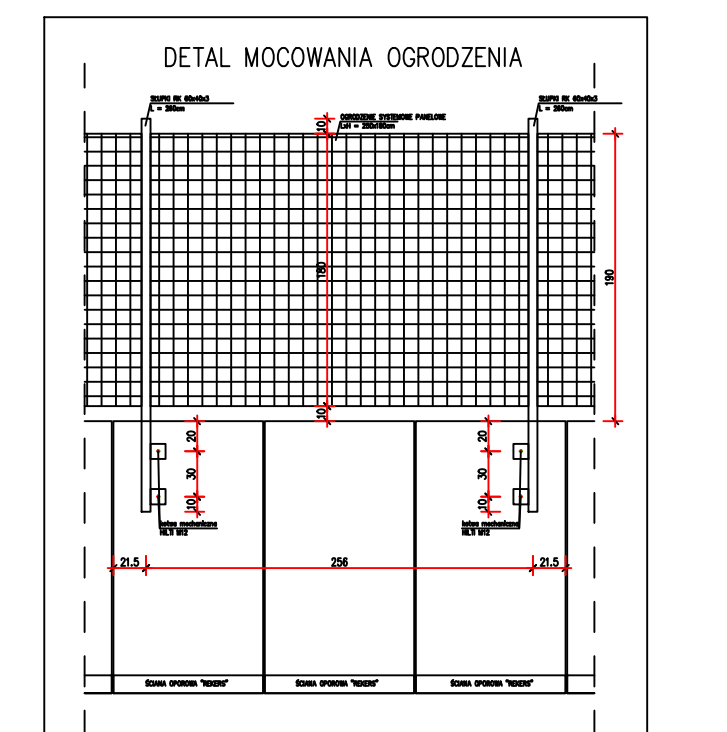 DETAL MOCOWANIA OGRODZENIA
SŁUPKI RK 60x40x3
L = 260cm
SŁUPKI RK 60x40x3
L = 260cm
OGRODZENIE SYSTEMOWE PANELOWE
LxH = 250x180cm
10
180
190
10
20
20
30
30
10
10
kotwa mechaniczna
HILTI M12
kotwa mechaniczna
HILTI M12
21.5
256
21.5
ŚCIANA OPOROWA "REKERS"
ŚCIANA OPOROWA "REKERS"
ŚCIANA OPOROWA "REKERS"